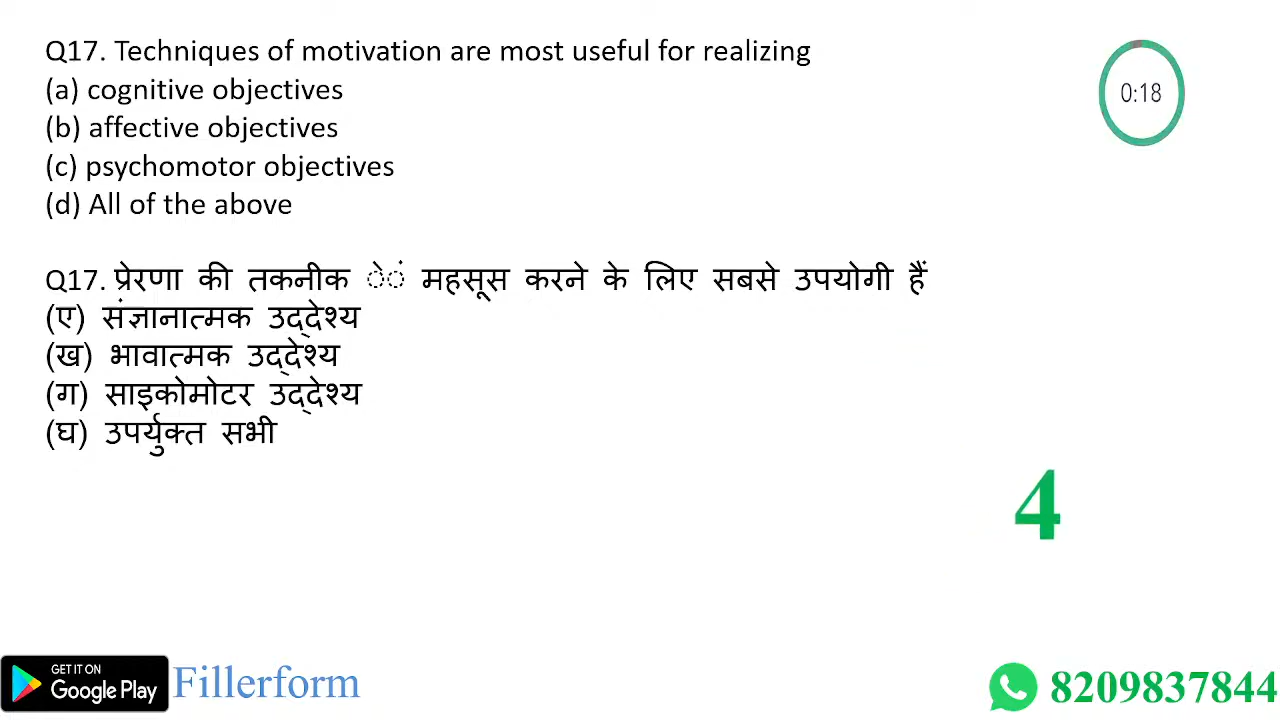 Q17. Techniques of motivation are most useful for realizing
0:18
(a) cognitive objectives
(b) affective objectives
(c) psychomotor objectives
(d) All of the above
Q17. प्रेरणा की तकनीक ें महसूस करने के लिए सबसे उपयोगी हैं
(ए) संज्ञानात्मक उद्देश्य
(ख) भावात्मक उद्देश्य
(ग) साइकोमोटर उद्देश्य
(घ) उपर्युक्त सभी
4
GET IT ON
Google Play
Fillerform
8209837844